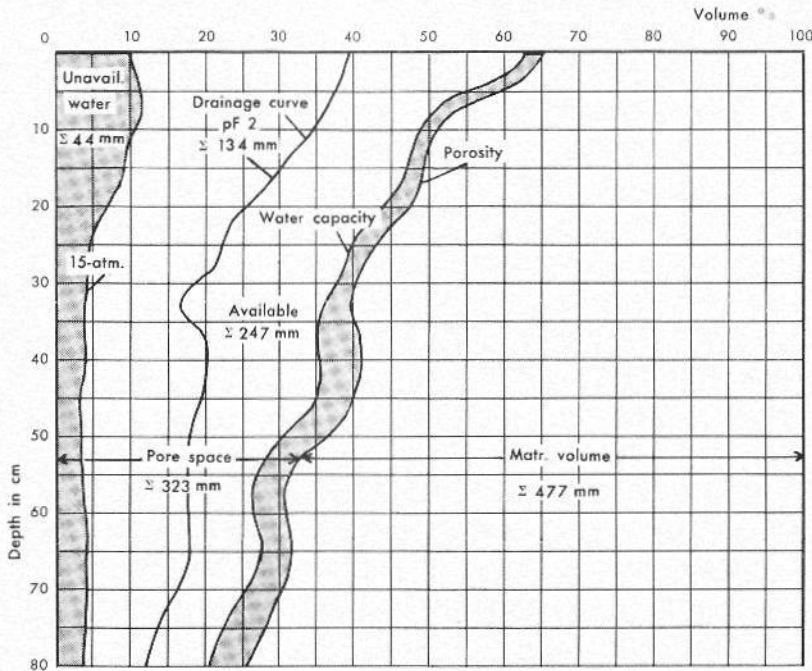 Volume %
0 10 20 30 40 50 60 70 80 90 100
Unavail.
water
Σ 44 mm
Drainage curve
pF 2
Σ 134 mm
10
Porosity
20
Water capacity
15-atm.
30
Available
Σ 247 mm
40
50
Pore space
Matr. volume
Σ 323 mm
Σ 477 mm
60
70
80
Depth in cm